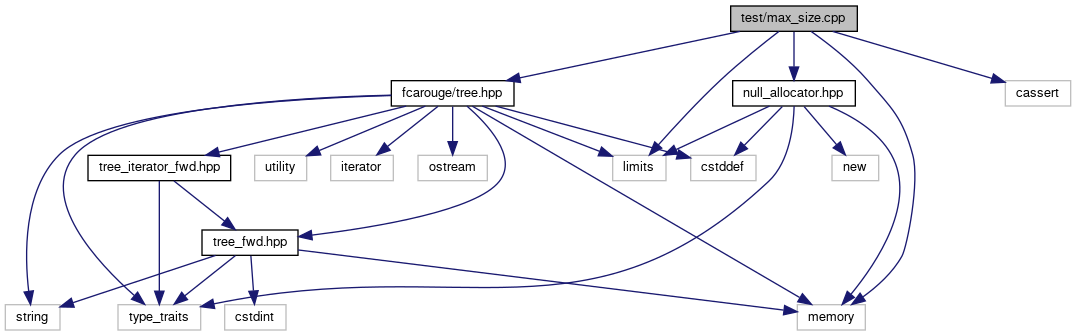 test/max_size.cpp
fcarouge/tree.hpp
null_allocator.hpp
cassert
tree_iterator_fwd.hpp
utility
iterator
ostream
limits
cstddef
new
tree_fwd.hpp
string
type_traits
cstdint
memory